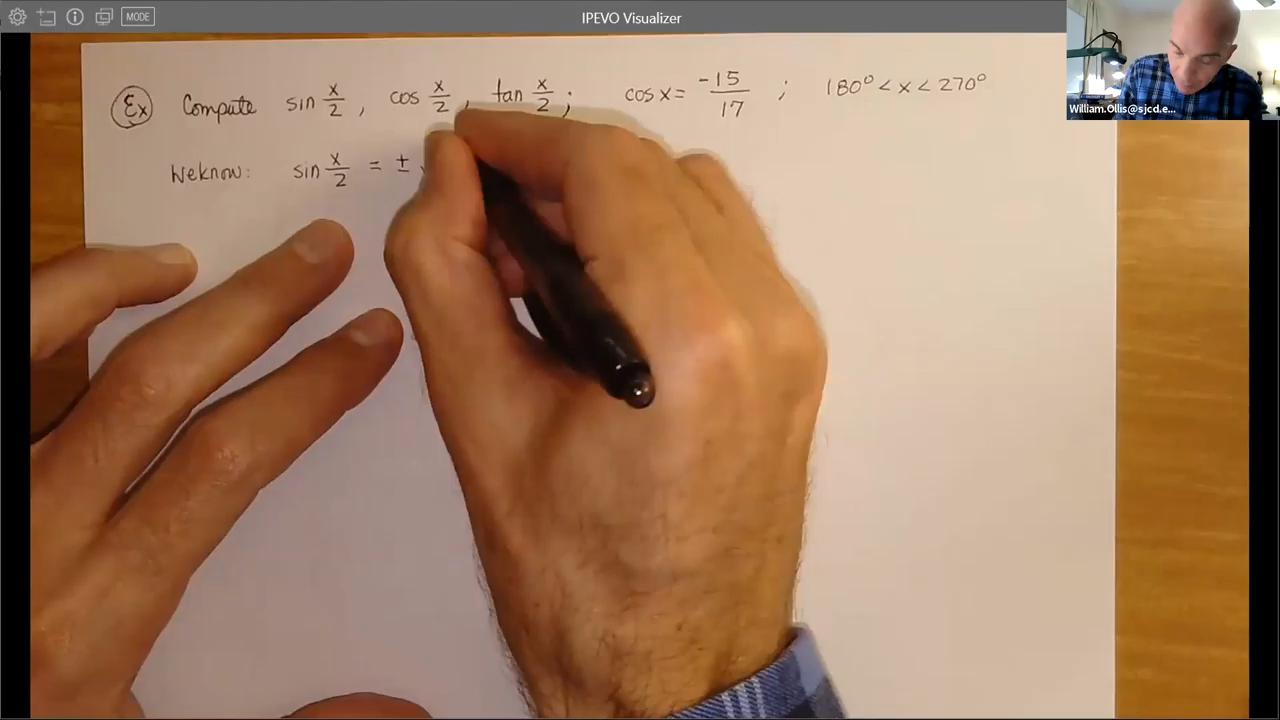 IPEVO Visualizer
MODE
William.Ollis@sjcd.e...
Ex Compute sin x/2, cos x/2, tan x/2; cos x = -15/17 ; 180° < x < 270°
We know: sin x/2 = ±